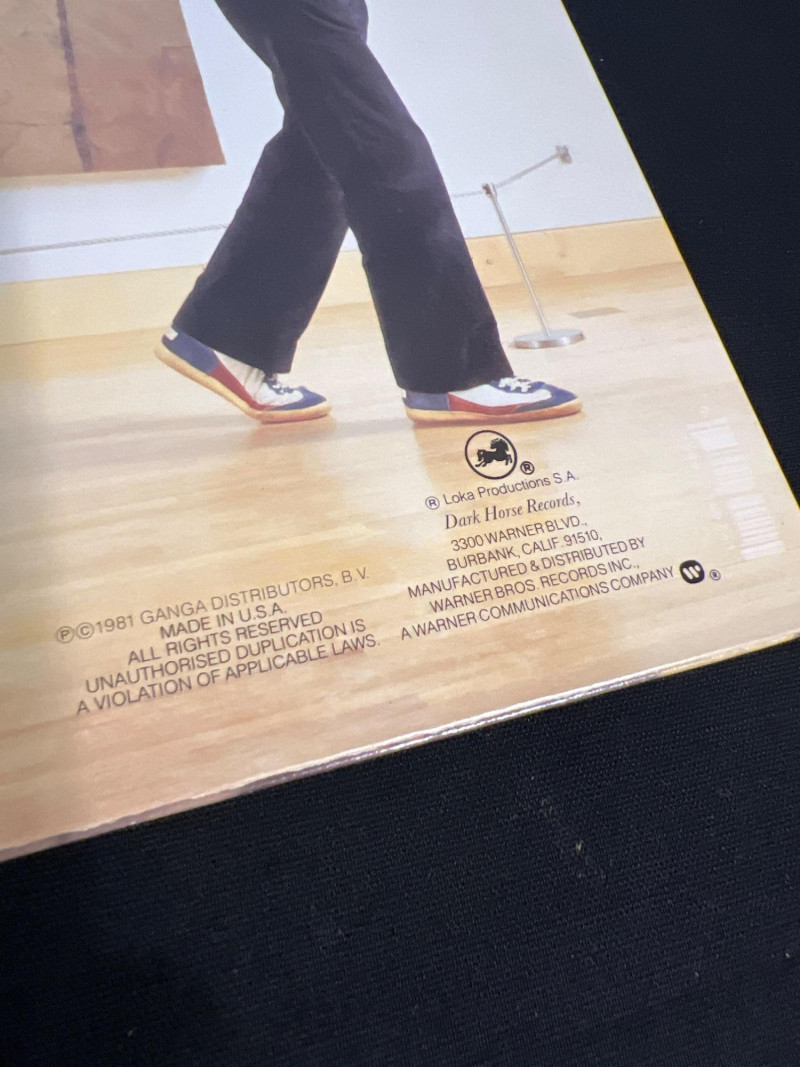 ®
® Loka Productions S.A.
Dark Horse Records,
3300 WARNER BLVD.,
BURBANK, CALIF. 91510,
MANUFACTURED & DISTRIBUTED BY
WARNER BROS. RECORDS INC.,
A WARNER COMMUNICATIONS COMPANY ®
℗©1981 GANGA DISTRIBUTORS, B.V.
MADE IN U.S.A.
ALL RIGHTS RESERVED
UNAUTHORISED DUPLICATION IS
A VIOLATION OF APPLICABLE LAWS.